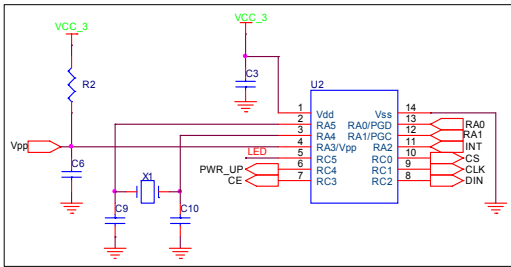 VCC_3
VCC_3
R2
C3
U2
1 Vdd Vss 14
2 RA5 RA0/PGD 13 RA0
3 RA4 RA1/PGC 12 RA1
Vpp 4 RA3/Vpp RA2 11 INT
LED 5 RC5 RC0 10 CS
PWR_UP 6 RC4 RC1 9 CLK
CE 7 RC3 RC2 8 DIN
C6
X1
C9
C10